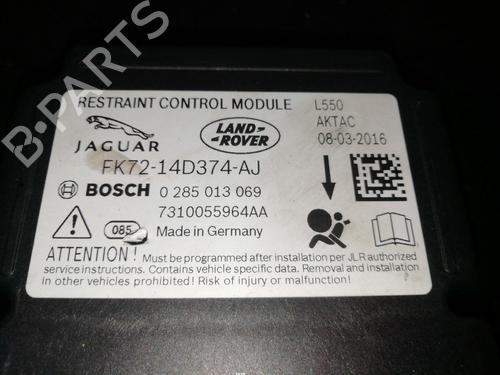 B-PARTS
RESTRAINT CONTROL MODULE L550
AKTAC
JAGUAR LAND-ROVER 08-03-2016
FK72-14D374-AJ
BOSCH 0 285 013 069
7310055964AA
085 Made in Germany
ATTENTION! Must be programmed after installation per JLR authorized
service instructions. Contains vehicle specific data. Removal and installation
in other vehicles prohibited! Risk of injury or malfunction!